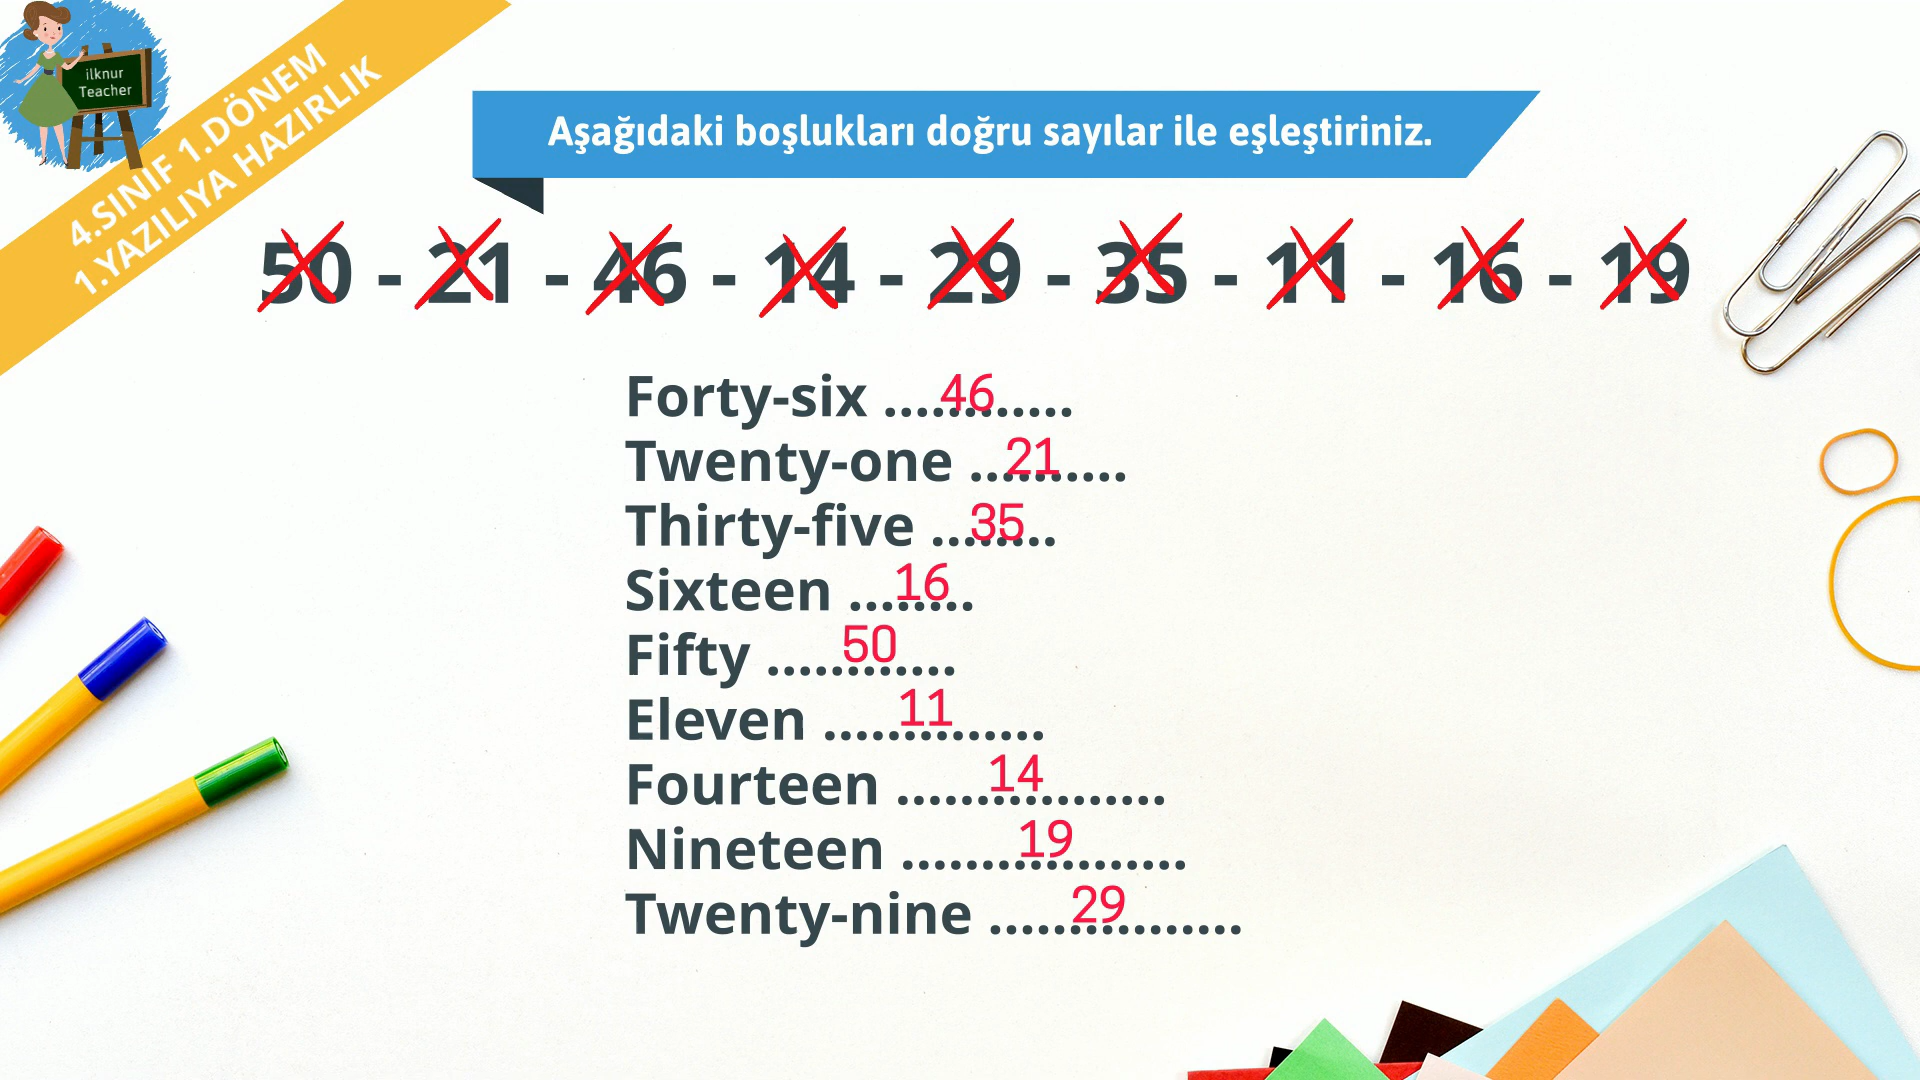 ilknur
Teacher
4.SINIF 1.DÖNEM
1.YAZILIYA HAZIRLIK
Aşağıdaki boşlukları doğru sayılar ile eşleştiriniz.
50 - 21 - 46 - 14 - 29 - 35 - 11 - 16 - 19
Forty-six ............ 46
Twenty-one .......... 21
Thirty-five ........ 35
Sixteen ........ 16
Fifty ............ 50
Eleven .............. 11
Fourteen ................. 14
Nineteen .................. 19
Twenty-nine ................ 29